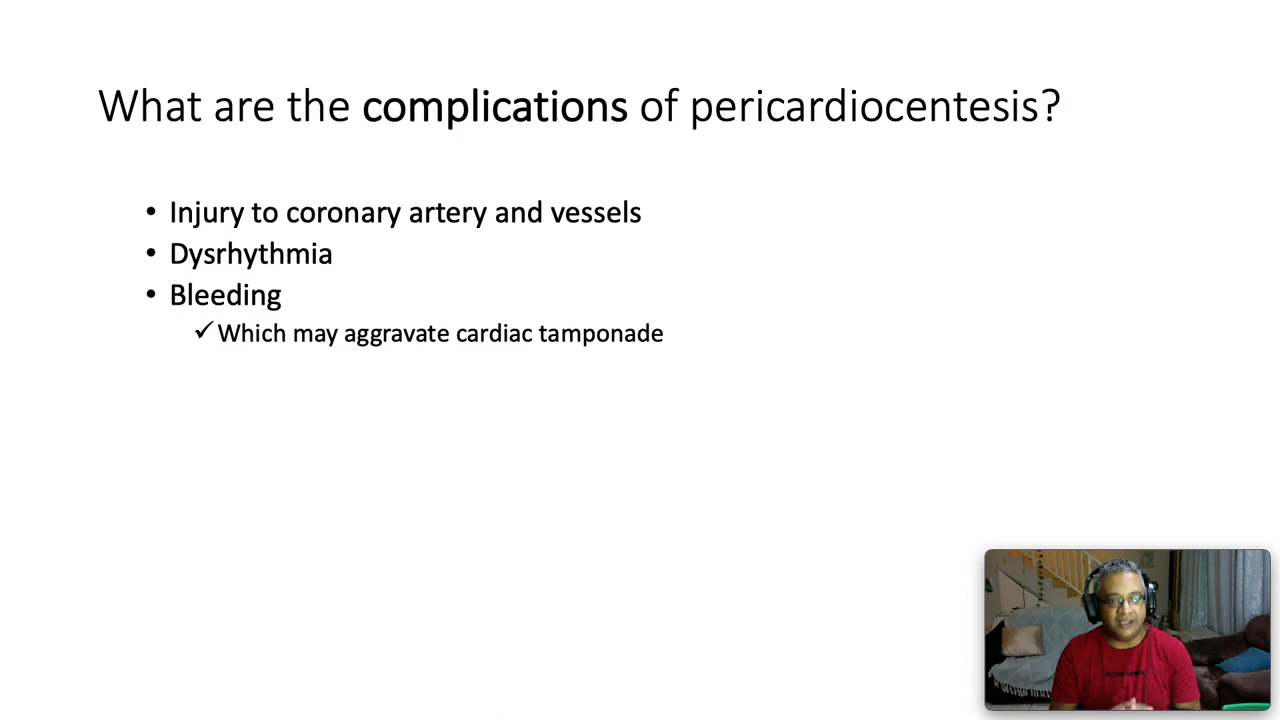 What are the complications of pericardiocentesis?
• Injury to coronary artery and vessels
• Dysrhythmia
• Bleeding
✓ Which may aggravate cardiac tamponade